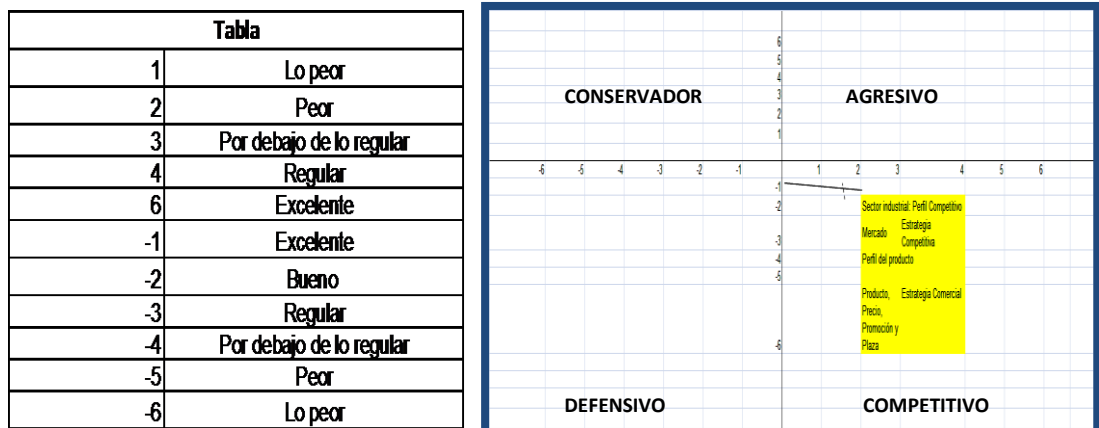 Tabla
1 Lo peor
2 Peor
3 Por debajo de lo regular
4 Regular
6 Excelente
-1 Excelente
-2 Bueno
-3 Regular
-4 Por debajo de lo regular
-5 Peor
-6 Lo peor
6
5
4
CONSERVADOR 3 AGRESIVO
2
1
-6 -5 -4 -3 -2 -1 1 2 3 4 5 6
-1
-2 Sector industrial: Perfil Competitivo
Mercado Estrategia
-3 Competitiva
-4 Perfil del producto
-5
Producto, Estrategia Comercial
Precio,
Promoción y
-6 Plaza
DEFENSIVO COMPETITIVO